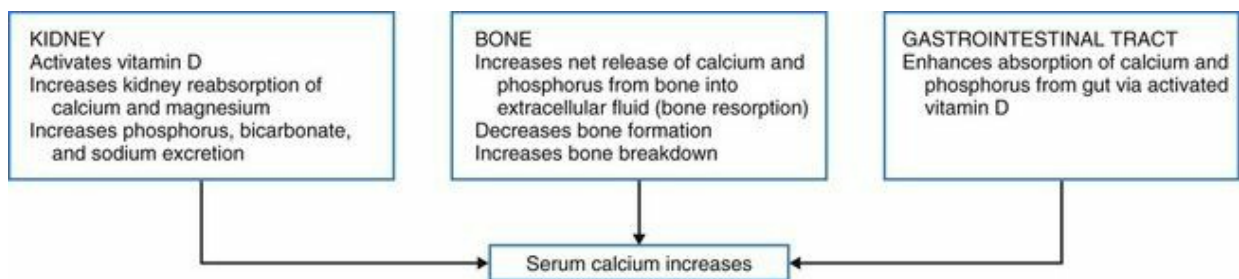 KIDNEY
Activates vitamin D
Increases kidney reabsorption of
calcium and magnesium
Increases phosphorus, bicarbonate,
and sodium excretion
BONE
Increases net release of calcium and
phosphorus from bone into
extracellular fluid (bone resorption)
Decreases bone formation
Increases bone breakdown
GASTROINTESTINAL TRACT
Enhances absorption of calcium and
phosphorus from gut via activated
vitamin D
Serum calcium increases